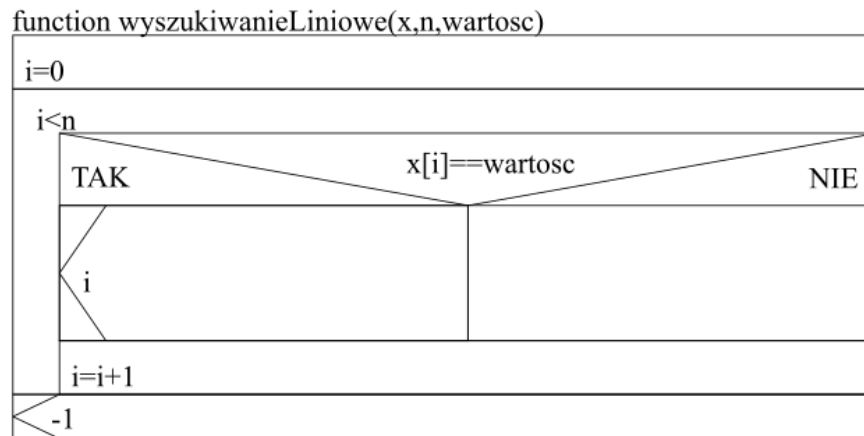 function wyszukiwanieLiniowe(x,n,wartosc)
i=0
i<n
x[i]==wartosc
TAK
NIE
i
i=i+1
-1